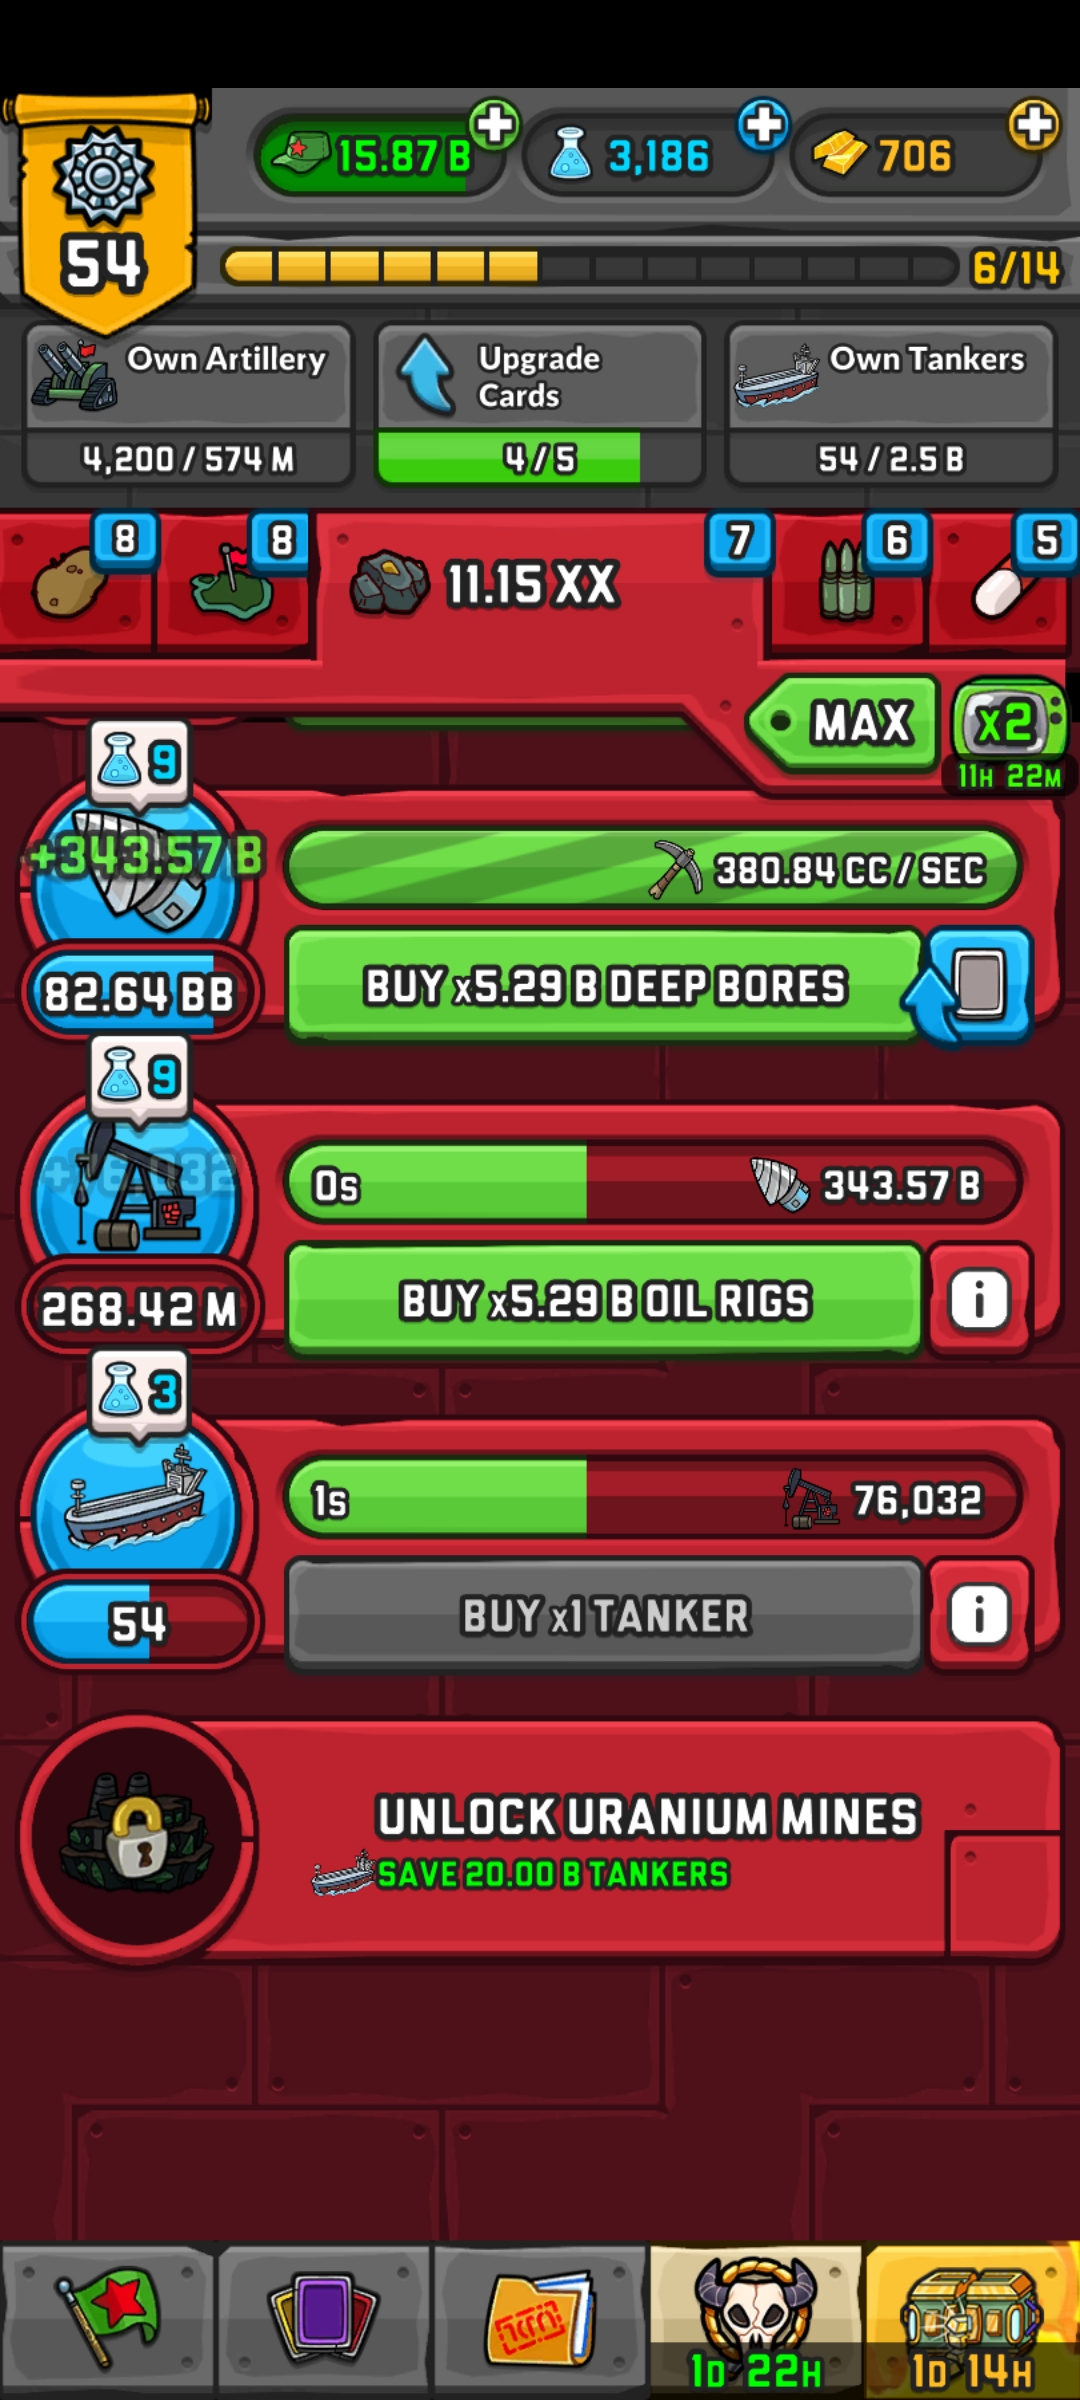 54
15.87 B
3,186
706
6/14
Own Artillery
4,200 / 574 M
Upgrade
Cards
4 / 5
Own Tankers
54 / 2.5 B
8
8
11.15 XX
7
6
5
MAX
x2
11H 22M
9
+343.57 B
380.84 CC / SEC
82.64 BB
BUY x5.29 B DEEP BORES
9
+76,032
0s
343.57 B
268.42 M
BUY x5.29 B OIL RIGS
i
3
1s
76,032
54
BUY x1 TANKER
i
UNLOCK URANIUM MINES
SAVE 20.00 B TANKERS
1D 22H
1D 14H